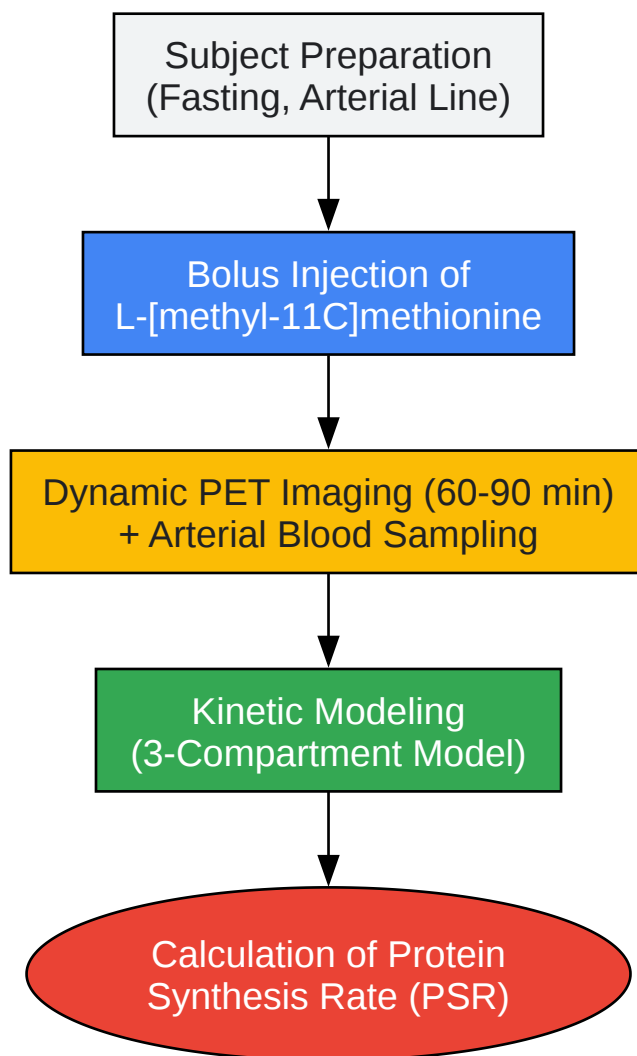 Subject Preparation
(Fasting, Arterial Line)
Bolus Injection of
L-[methyl-11C]methionine
Dynamic PET Imaging (60-90 min)
+ Arterial Blood Sampling
Kinetic Modeling
(3-Compartment Model)
Calculation of Protein
Synthesis Rate (PSR)